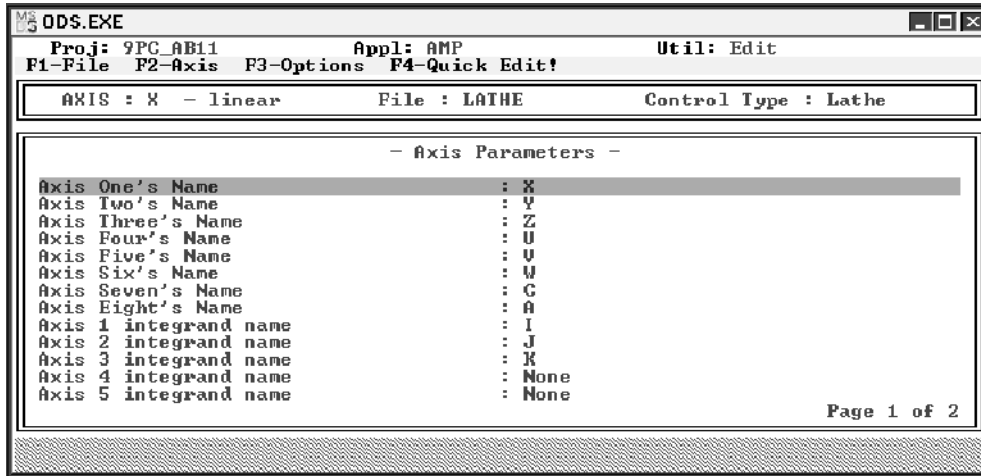 MS DOS ODS.EXE
Proj: 9PC_AB11 Appl: AMP Util: Edit
F1-File F2-Axis F3-Options F4-Quick Edit!
AXIS : X - linear File : LATHE Control Type : Lathe
- Axis Parameters -
Axis One's Name : X
Axis Two's Name : Y
Axis Three's Name : Z
Axis Four's Name : U
Axis Five's Name : V
Axis Six's Name : W
Axis Seven's Name : C
Axis Eight's Name : A
Axis 1 integrand name : I
Axis 2 integrand name : J
Axis 3 integrand name : K
Axis 4 integrand name : None
Axis 5 integrand name : None
Page 1 of 2